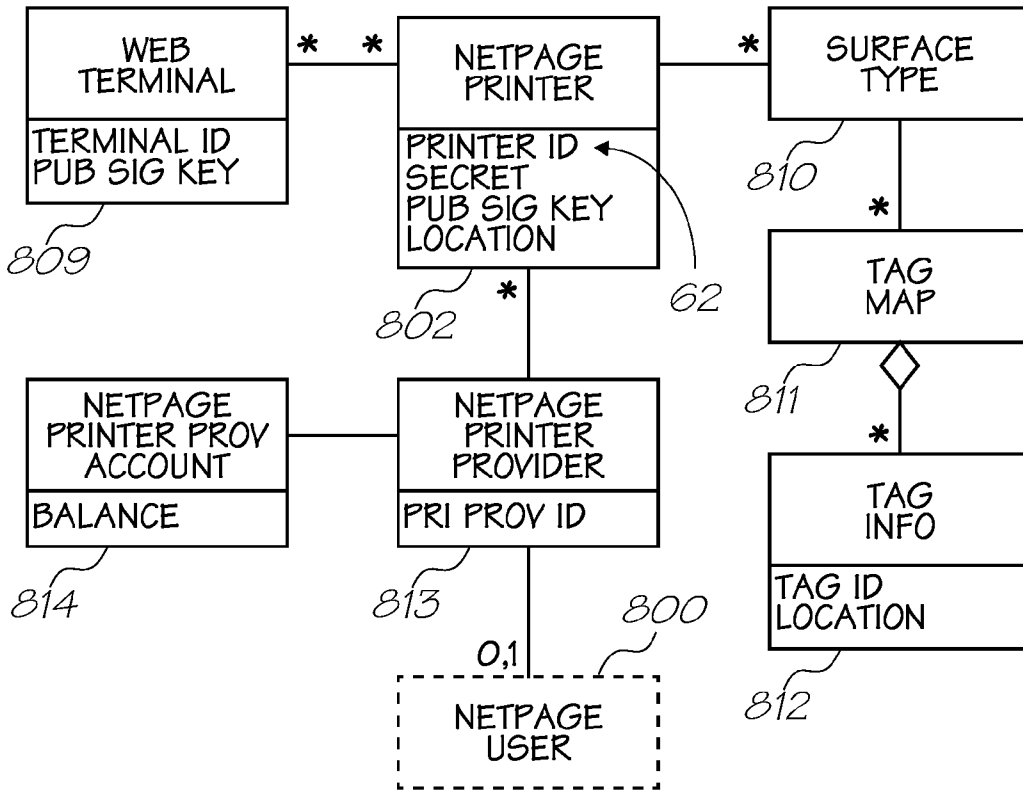 WEB
TERMINAL
TERMINAL ID
PUB SIG KEY
809
* *
NETPAGE
PRINTER
PRINTER ID
SECRET
PUB SIG KEY
LOCATION
802
62
*
*
SURFACE
TYPE
810
*
TAG
MAP
811
*
TAG
INFO
TAG ID
LOCATION
812
NETPAGE
PRINTER PROV
ACCOUNT
BALANCE
814
NETPAGE
PRINTER
PROVIDER
PRI PROV ID
813
0,1
800
NETPAGE
USER